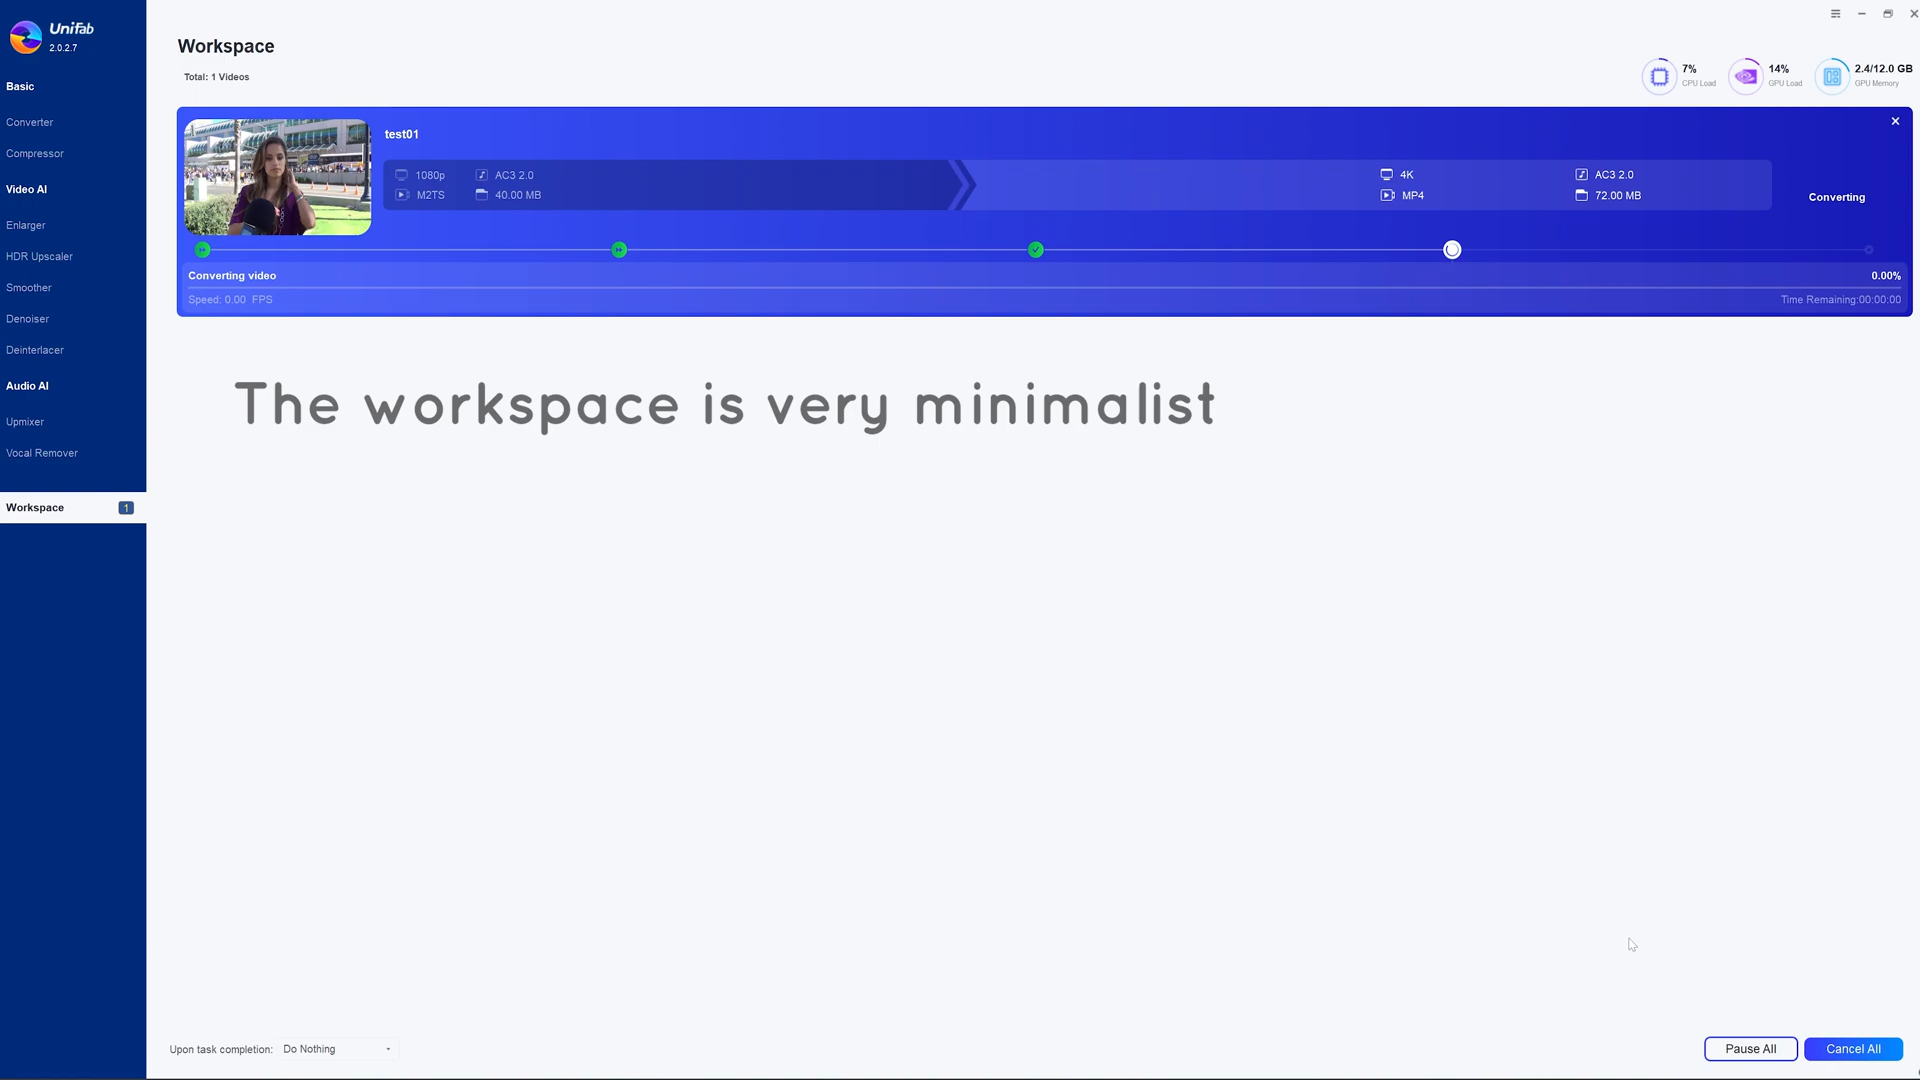 UniFab
2.0.2.7
Basic
Converter
Compressor
Video AI
Enlarger
HDR Upscaler
Smoother
Denoiser
Deinterlacer
Audio AI
Upmixer
Vocal Remover
Workspace 1
Workspace
Total: 1 Videos
7%
CPU Load
14%
GPU Load
2.4/12.0 GB
GPU Memory
test01
1080p AC3 2.0
M2TS 40.00 MB
4K AC3 2.0
MP4 72.00 MB
Converting
Converting video 0.00%
Speed: 0.00 FPS Time Remaining:00:00:00
The workspace is very minimalist
Upon task completion: Do Nothing
Pause All Cancel All